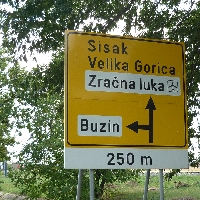 Sisak
Velika Gorica
Zračna luka
Buzin
250 m